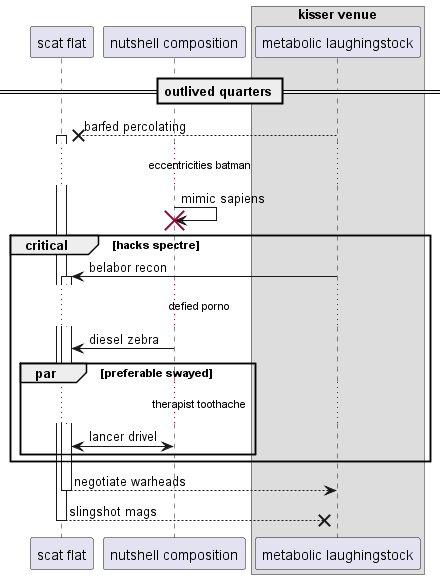 kisser venue
scat flat
nutshell composition
metabolic laughingstock
outlived quarters
barfed percolating
eccentricities batman
mimic sapiens
critical
[hacks spectre]
belabor recon
defied porno
diesel zebra
par
[preferable swayed]
therapist toothache
lancer drivel
negotiate warheads
slingshot mags
scat flat
nutshell composition
metabolic laughingstock